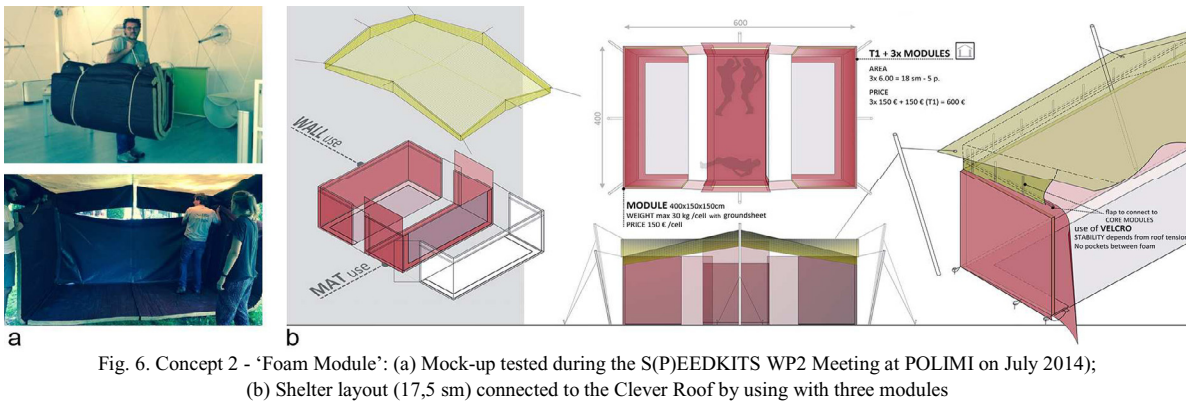 WALL use
MAT use
600
400
T1 + 3x MODULES
AREA
3x 6.00 = 18 sm - 5 p.
PRICE
3x 150 € + 150 € (T1) = 600 €
MODULE 400x150x150cm
WEIGHT max 30 kg /cell with groundsheet
PRICE 150 € /cell
flap to connect to
CORE MODULES
use of VELCRO
STABILITY depends from roof tension
No pockets between foam
a
b
Fig. 6. Concept 2 - ‘Foam Module’: (a) Mock-up tested during the S(P)EEDKITS WP2 Meeting at POLIMI on July 2014);
(b) Shelter layout (17,5 sm) connected to the Clever Roof by using with three modules